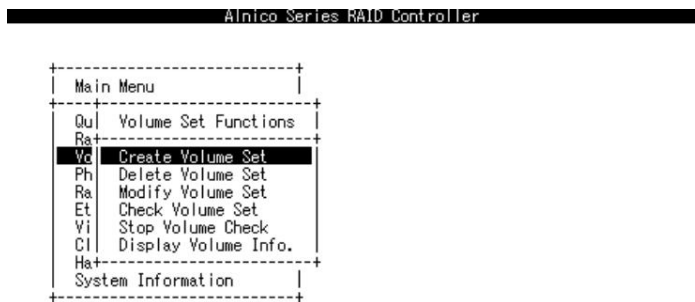 Alnico Series RAID Controller
Main Menu
Qu
Volume Set Functions
Ra
Vo
Create Volume Set
Ph
Delete Volume Set
Ra
Modify Volume Set
Et
Check Volume Set
Vi
Stop Volume Check
Cl
Display Volume Info.
Ha
System Information